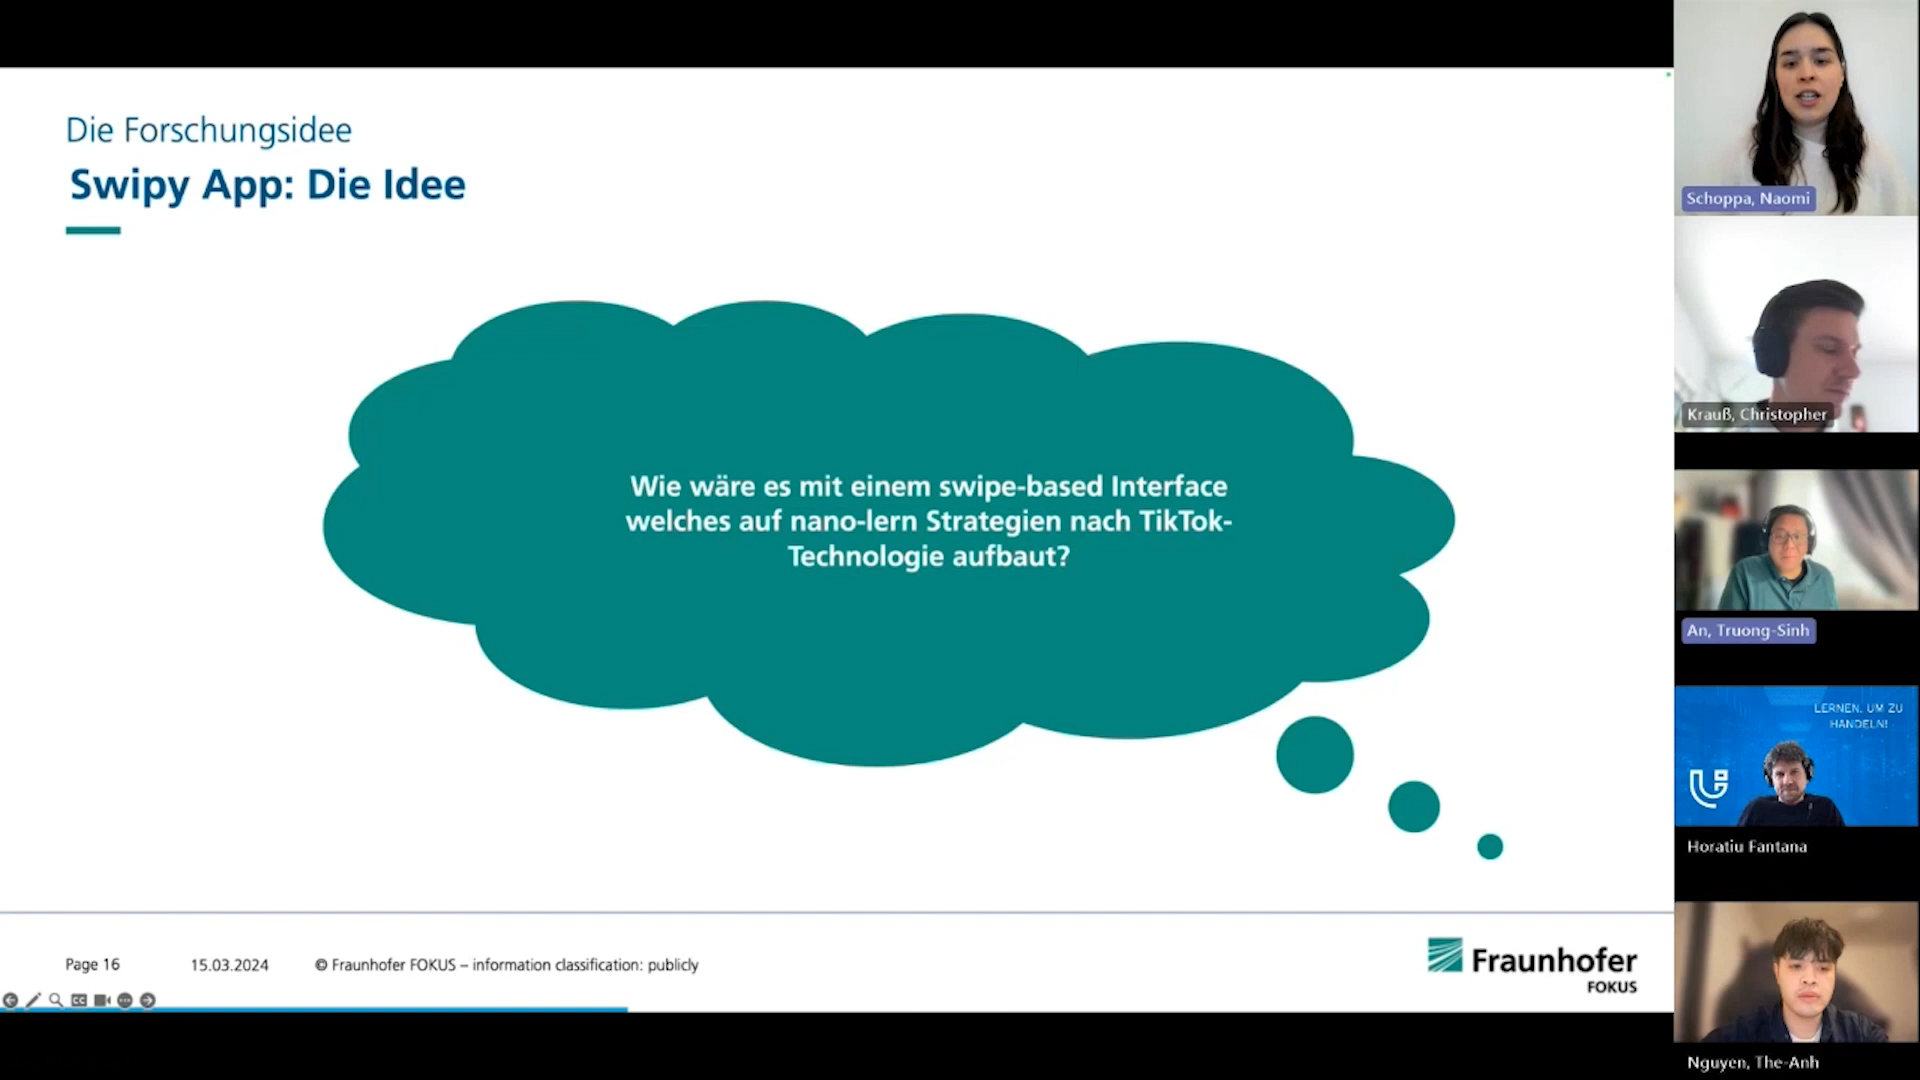 Die Forschungsidee
Swipy App: Die Idee
Wie wäre es mit einem swipe-based Interface
welches auf nano-lern Strategien nach TikTok-
Technologie aufbaut?
Page 16
15.03.2024
© Fraunhofer FOKUS – information classification: publicly
Fraunhofer
FOKUS
CC
Schoppa, Naomi
Krauß, Christopher
An, Truong-Sinh
LERNEN, UM ZU
HANDELN!
Horatiu Fantana
Nguyen, The-Anh